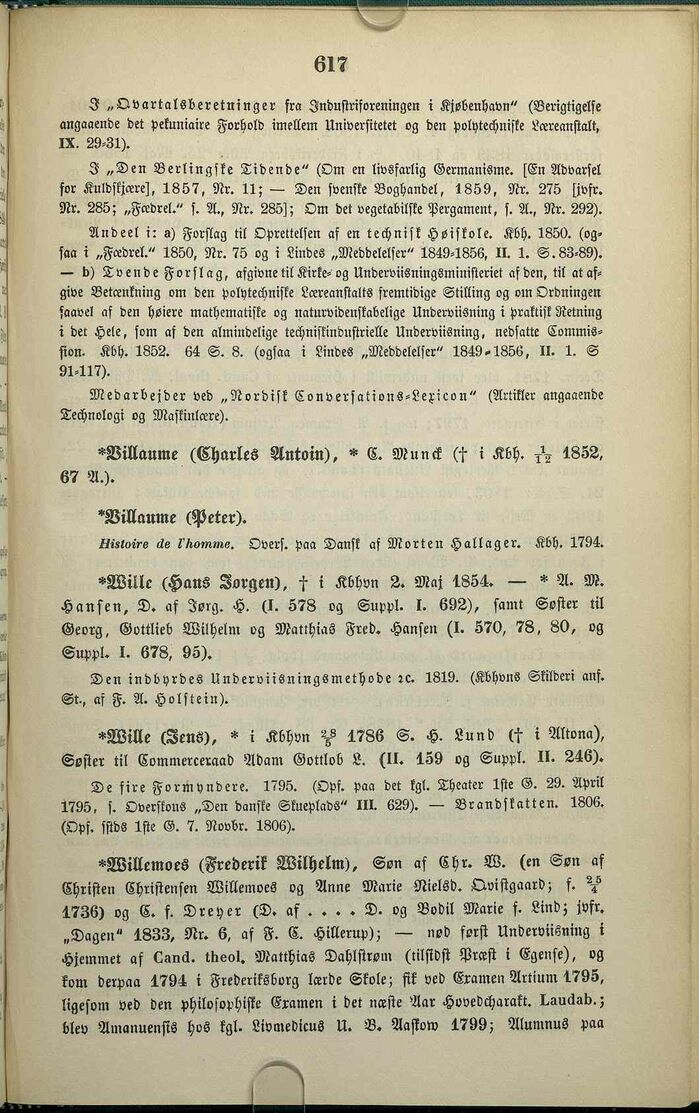 617
I „Qvartalsberetninger fra Industriforeningen i Kjøbenhavn“ (Berigtigelse
angaaende det pekuniaire Forhold imellem Universitetet og den polytechniske Læreanstalt,
IX. 29-31).
I „Den Berlingske Tidende“ (Om en livsfarlig Germanisme. [En Advarsel
for Kuldskjære], 1857, Nr. 11; — Den svenske Boghandel, 1859, Nr. 275 [jvfr.
Nr. 285; „Fædrel.“ s. A., Nr. 285]; Om det vegetabilske Pergament, s. A., Nr. 292).
Andeel i: a) Forslag til Oprettelsen af en technisk Høiskole. Kbh. 1850. (og-
saa i „Fædrel.“ 1850, Nr. 75 og i Lindes „Meddelelser“ 1849-1856, II. 1. S. 83-89).
— b) Tvende Forslag, afgivne til Kirke- og Underviisningsministeriet af den, til at af-
give Betænkning om den polytechniske Læreanstalts fremtidige Stilling og om Ordningen
saavel af den høiere mathematiske og naturvidenskabelige Underviisning i praktisk Retning
i det Hele, som af den almindelige techniskindustrielle Underviisning, nedsatte Commis-
sion. Kbh. 1852. 64 S. 8. (ogsaa i Lindes „Meddelelser“ 1849-1856, II. 1. S
91-117).
Medarbejder ved „Nordisk Conversations-Lexicon“ (Artikler angaaende
Technologi og Maskinlære).
*Villaume (Charles Antoin), * C. Munck († i Kbh. 1/12 1852,
67 A.).
*Villaume (Peter).
Histoire de l'homme. Overs. paa Dansk af Morten Hallager. Kbh. 1794.
*Wille (Hans Jorgen), † i Kbhvn 2. Maj 1854. — * A. M.
Hansen, D. af Jørg. H. (I. 578 og Suppl. I. 692), samt Søster til
Georg, Gottlieb Wilhelm og Matthias Fred. Hansen (I. 570, 78, 80, og
Suppl. I. 678, 95).
Den indbyrdes Underviisningsmethode 2c. 1819. (Kbhvns Skilderi anf.
St., af F. A. Holstein).
*Wille (Jens), * i Kbhvn 28/5 1786 S. H. Lund († i Altona),
Søster til Commerceraad Adam Gottlob L. (II. 159 og Suppl. II. 246).
De fire Formyndere. 1795. (Opf. paa det kgl. Theater 1ste G. 29. April
1795, s. Overskous „Den danske Skueplads“ III. 629). — Brandskatten. 1806.
(Opf. sstds 1ste G. 7. Novbr. 1806).
*Willemoes (Frederik Wilhelm), Søn af Chr. W. (en Søn af
Christen Christensen Willemoes og Anne Marie Nielsd. Qvistgaard; f. 25/4
1736) og C. f. Dreyer (D. af . . . . D. og Bodil Marie f. Lind; jvfr.
„Dagen“ 1833, Nr. 6, af F. C. Hillerup); — nød først Underviisning i
Hjemmet af Cand. theol. Matthias Dahlstrøm (tilsidst Præst i Egense), og
kom derpaa 1794 i Frederiksborg lærde Skole; fik ved Examen Artium 1795,
ligesom ved den philosophiske Examen i det næste Aar Hovedcharakt. Laudab.;
blev Amanuensis hos kgl. Livmedicus U. B. Aaskow 1799; Alumnus paa